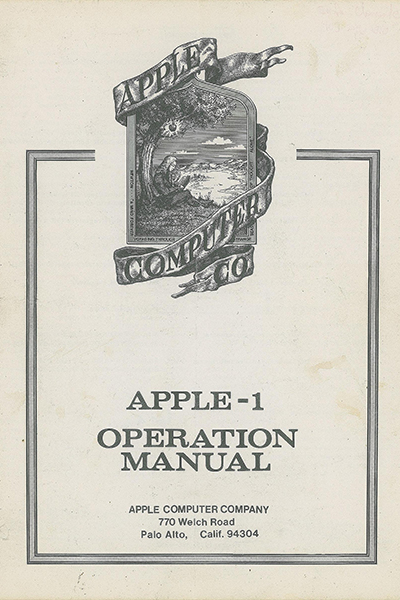 APPLE
COMPUTER
CO.
APPLE-1
OPERATION
MANUAL
APPLE COMPUTER COMPANY
770 Welch Road
Palo Alto, Calif. 94304